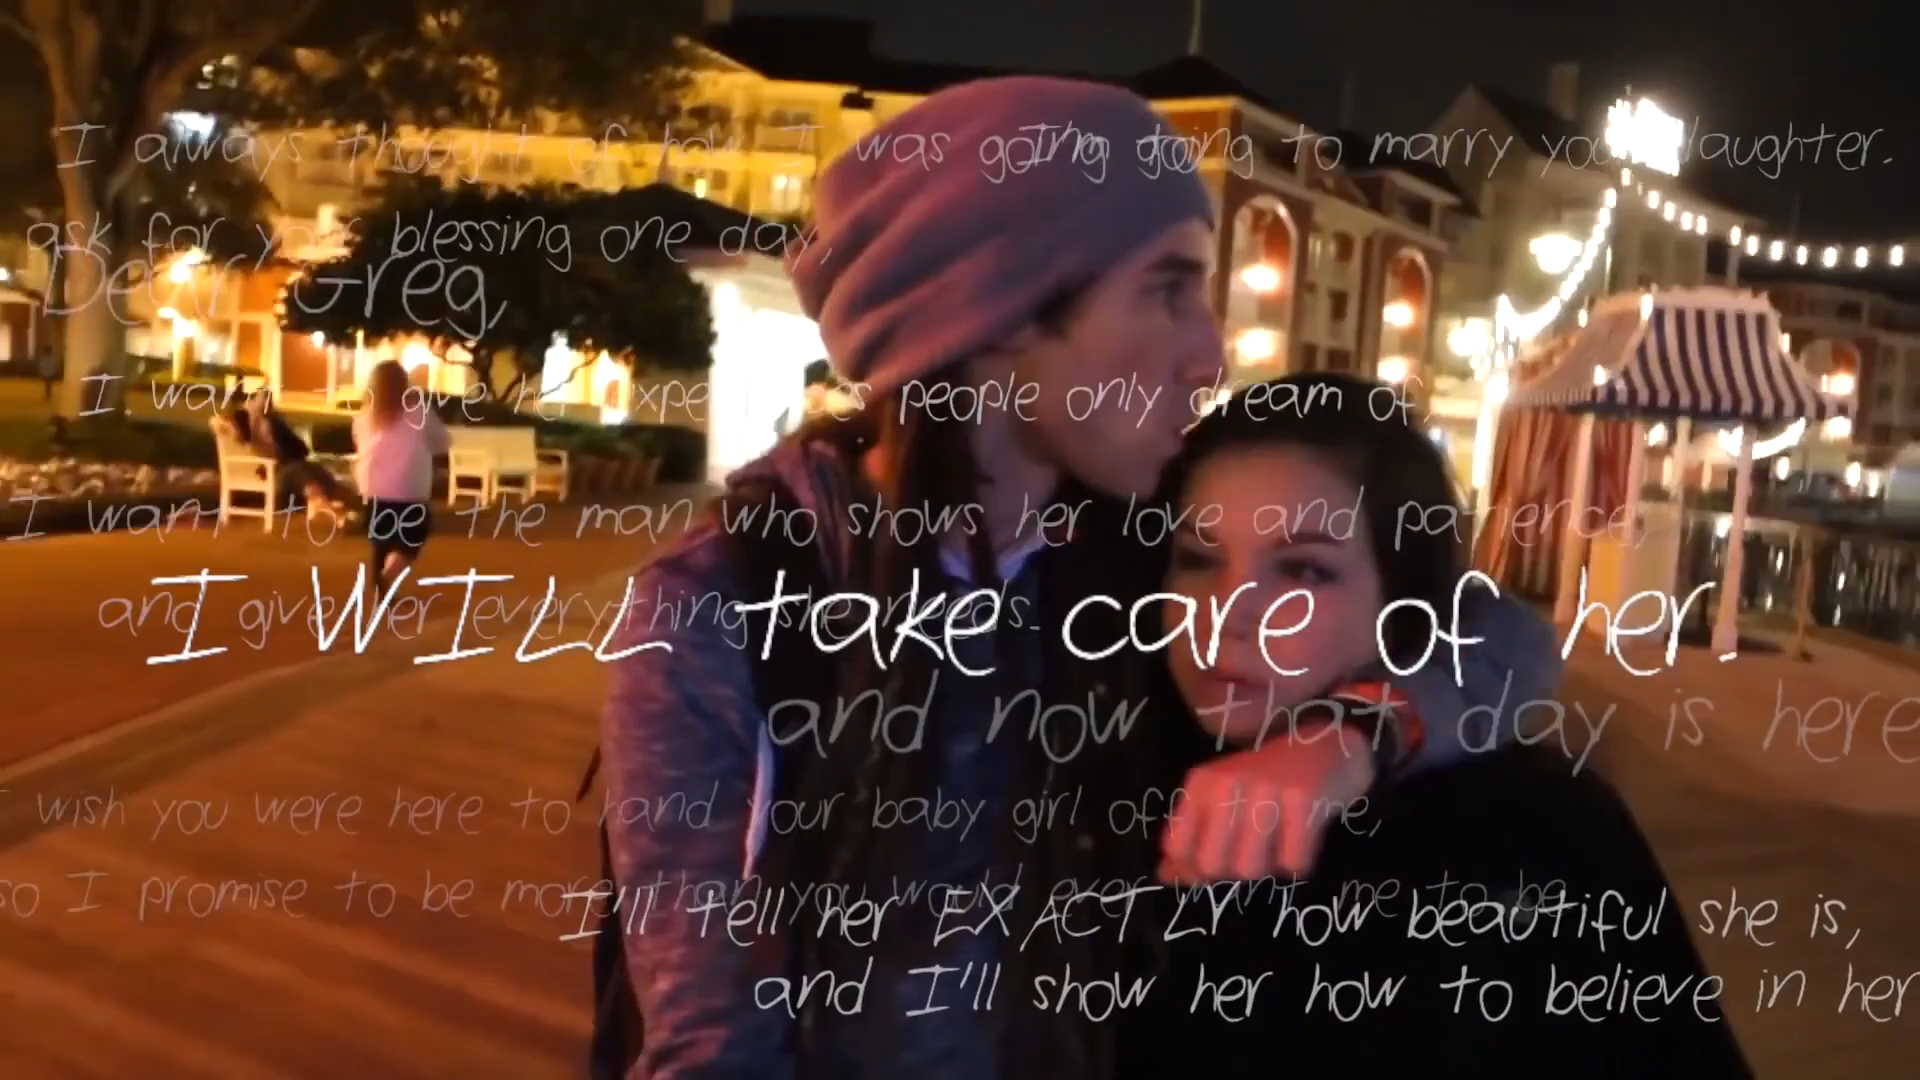 I always thought of how I was going going to marry your daughter.
Im
ask for your blessing one day,
Dear Greg,
I want to give her experiences people only dream of,
I want to be the man who shows her love and patience,
and give her everything she needs.
I WILL take care of her.
and now that day is here
I wish you were here to hand your baby girl off to me,
so I promise to be more than you would ever want me to be
I'll tell her EXACTLY how beautiful she is,
and I'll show her how to believe in her